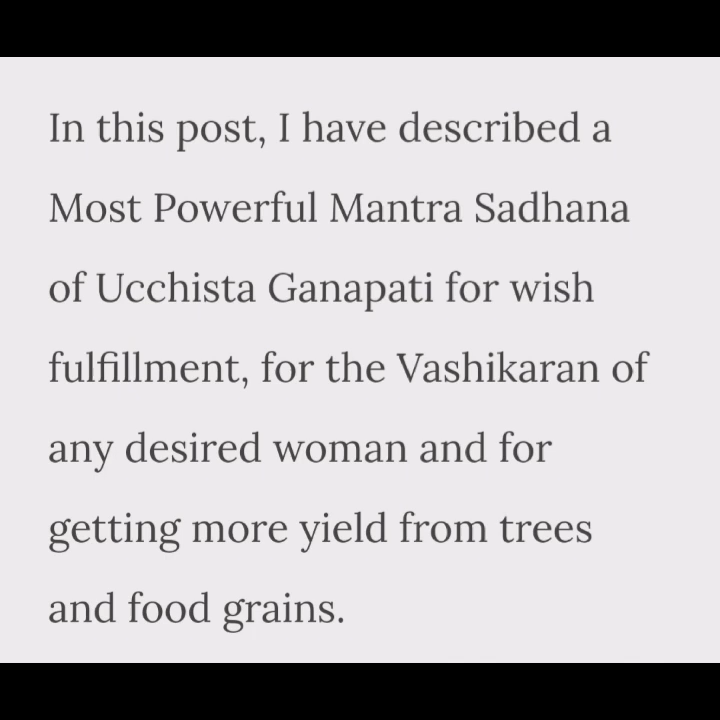 In this post, I have described a
Most Powerful Mantra Sadhana
of Ucchista Ganapati for wish
fulfillment, for the Vashikaran of
any desired woman and for
getting more yield from trees
and food grains.